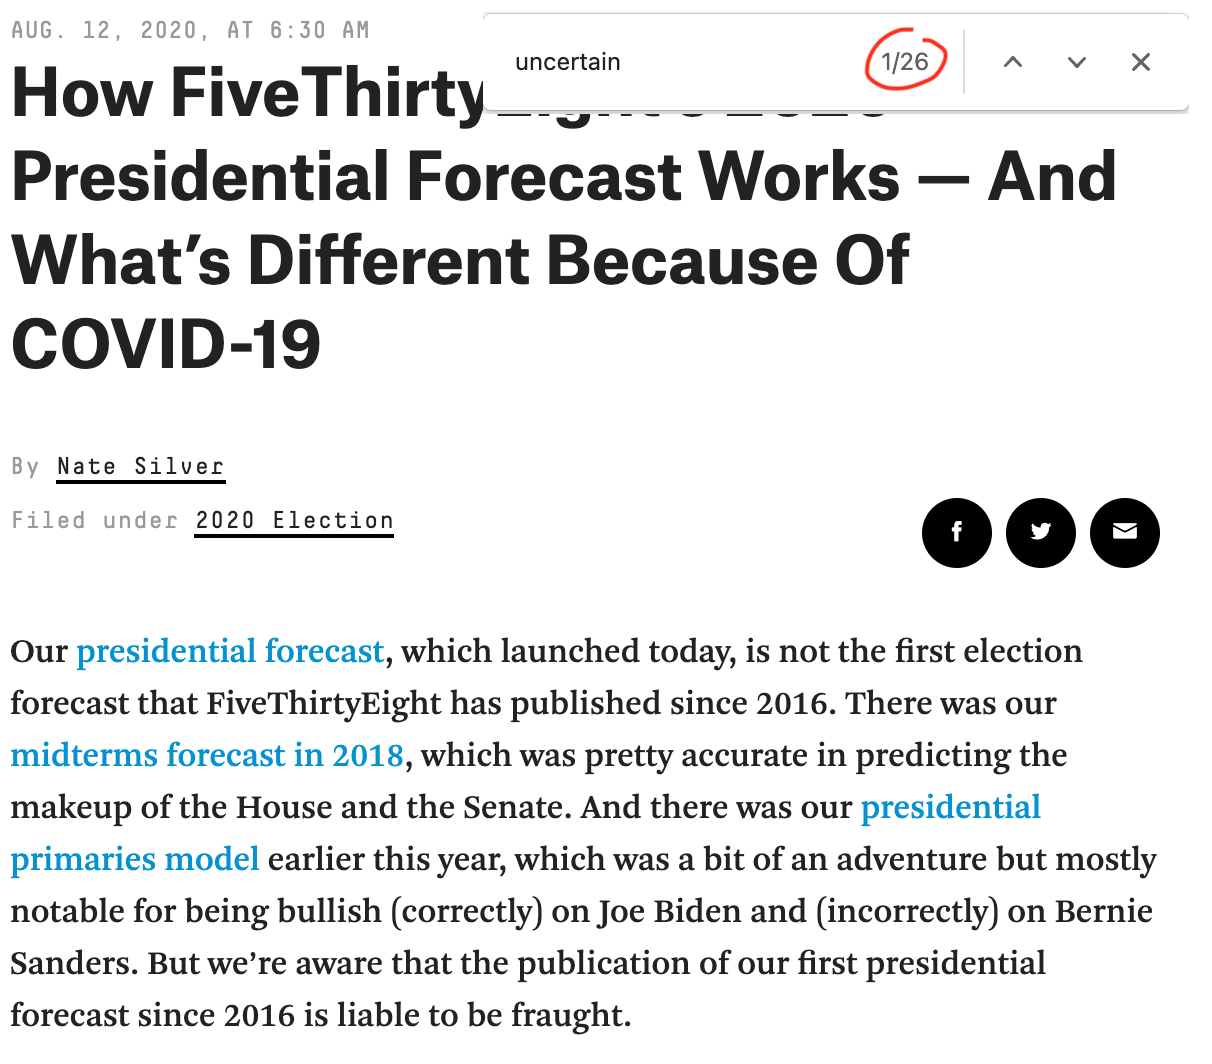 AUG. 12, 2020, AT 6:30 AM
uncertain 1/26
How FiveThirtyEight's 2020
Presidential Forecast Works — And
What's Different Because Of
COVID-19
By Nate Silver
Filed under 2020 Election
f
Our presidential forecast, which launched today, is not the first election
forecast that FiveThirtyEight has published since 2016. There was our
midterms forecast in 2018, which was pretty accurate in predicting the
makeup of the House and the Senate. And there was our presidential
primaries model earlier this year, which was a bit of an adventure but mostly
notable for being bullish (correctly) on Joe Biden and (incorrectly) on Bernie
Sanders. But we're aware that the publication of our first presidential
forecast since 2016 is liable to be fraught.